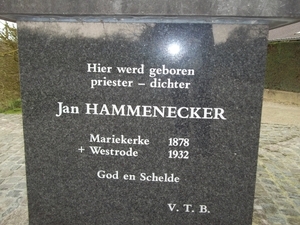 Hier werd geboren
priester – dichter
Jan HAMMENECKER
Mariekerke 1878
+ Westrode 1932
God en Schelde
V. T. B.